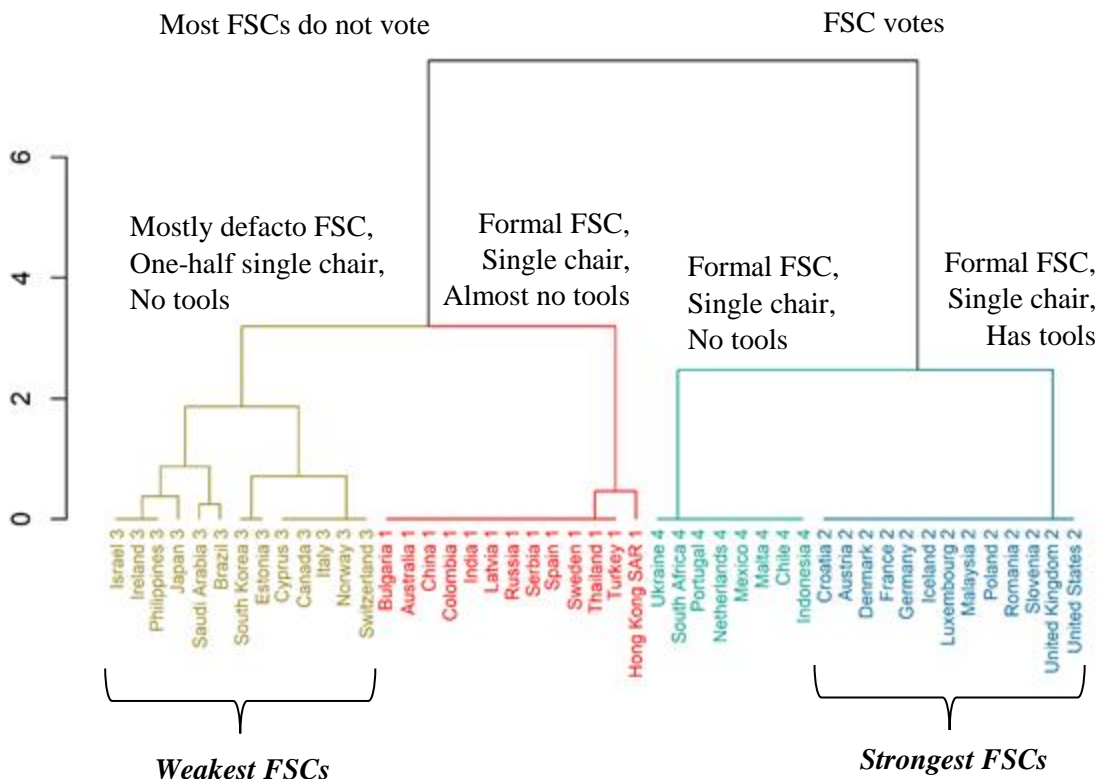 Most FSCs do not vote
FSC votes
6
4
2
0
Mostly defacto FSC,
One-half single chair,
No tools
Formal FSC,
Single chair,
Almost no tools
Formal FSC,
Single chair,
No tools
Formal FSC,
Single chair,
Has tools
Israel 3
Ireland 3
Philippines 3
Japan 3
Saudi Arabia 3
Brazil 3
South Korea 3
Estonia 3
Cyprus 3
Canada 3
Italy 3
Norway 3
Switzerland 3
Bulgaria 1
Australia 1
China 1
Colombia 1
India 1
Latvia 1
Russia 1
Serbia 1
Spain 1
Sweden 1
Thailand 1
Turkey 1
Hong Kong SAR 1
Ukraine 4
South Africa 4
Portugal 4
Netherlands 4
Mexico 4
Malta 4
Chile 4
Indonesia 4
Croatia 2
Austria 2
Denmark 2
France 2
Germany 2
Iceland 2
Luxembourg 2
Malaysia 2
Poland 2
Romania 2
Slovenia 2
United Kingdom 2
United States 2
Weakest FSCs
Strongest FSCs